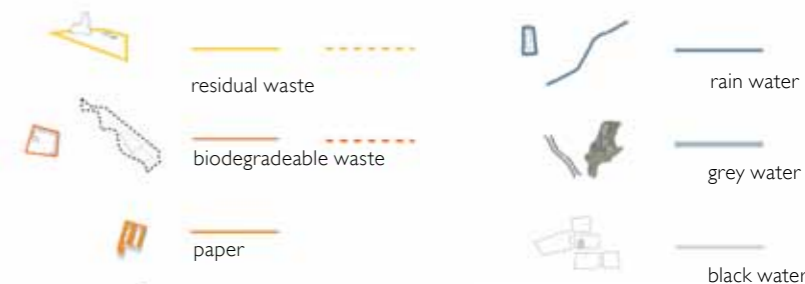 residual waste
biodegradeable waste
paper
rain water
grey water
black water